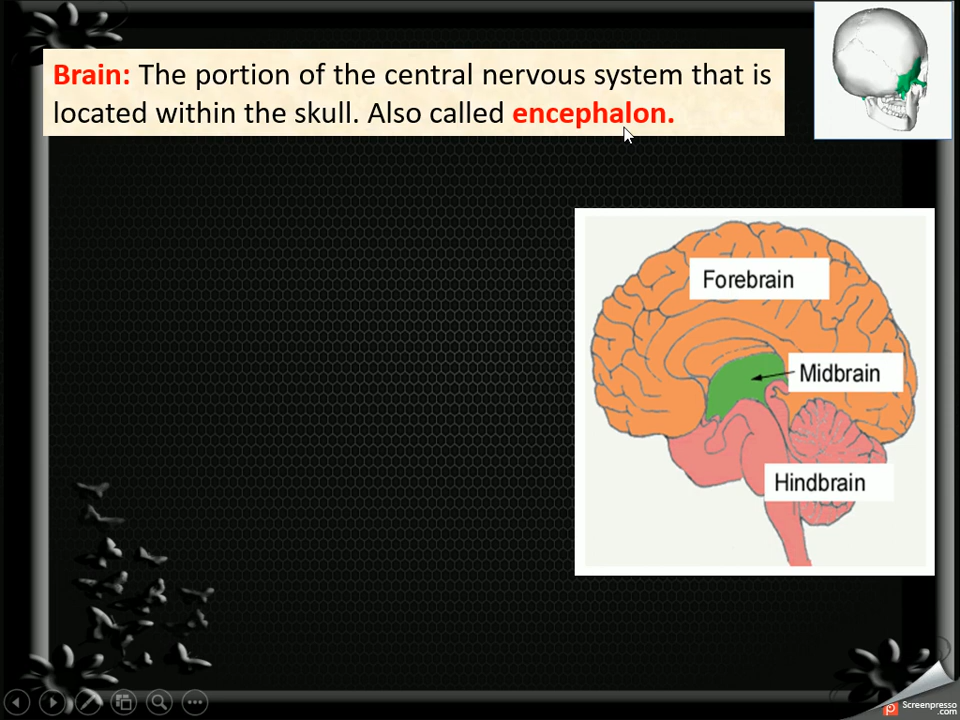 Brain: The portion of the central nervous system that is
located within the skull. Also called encephalon.
Forebrain
Midbrain
Hindbrain
Screenpresso
.com